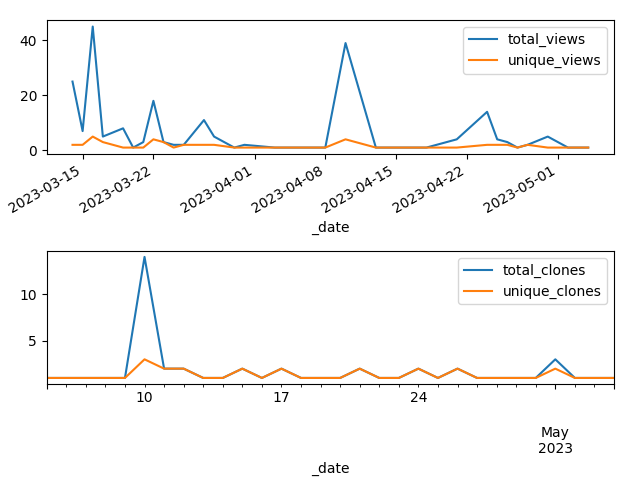 40
20
0
total_views
unique_views
2023-03-15
2023-03-22
2023-04-01
2023-04-08
2023-04-15
2023-04-22
2023-05-01
_date
10
5
total_clones
unique_clones
10
17
24
May
2023
_date